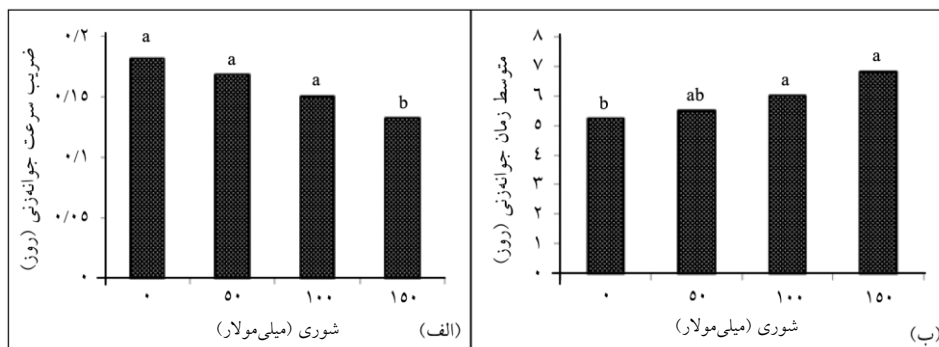 ضریب سرعت جوانه‌زنی (روز)
۰/۲
۰/۱۵
۰/۱
۰/۰۵
۰
a
a
a
b
۰ ۵۰ ۱۰۰ ۱۵۰
شوری (میلی‌مولار)
(الف)
متوسط زمان جوانه‌زنی (روز)
۸
۷
٦
۵
٤
۳
۲
۱
۰
b
ab
a
a
۰ ۵۰ ۱۰۰ ۱۵۰
شوری (میلی‌مولار)
(ب)